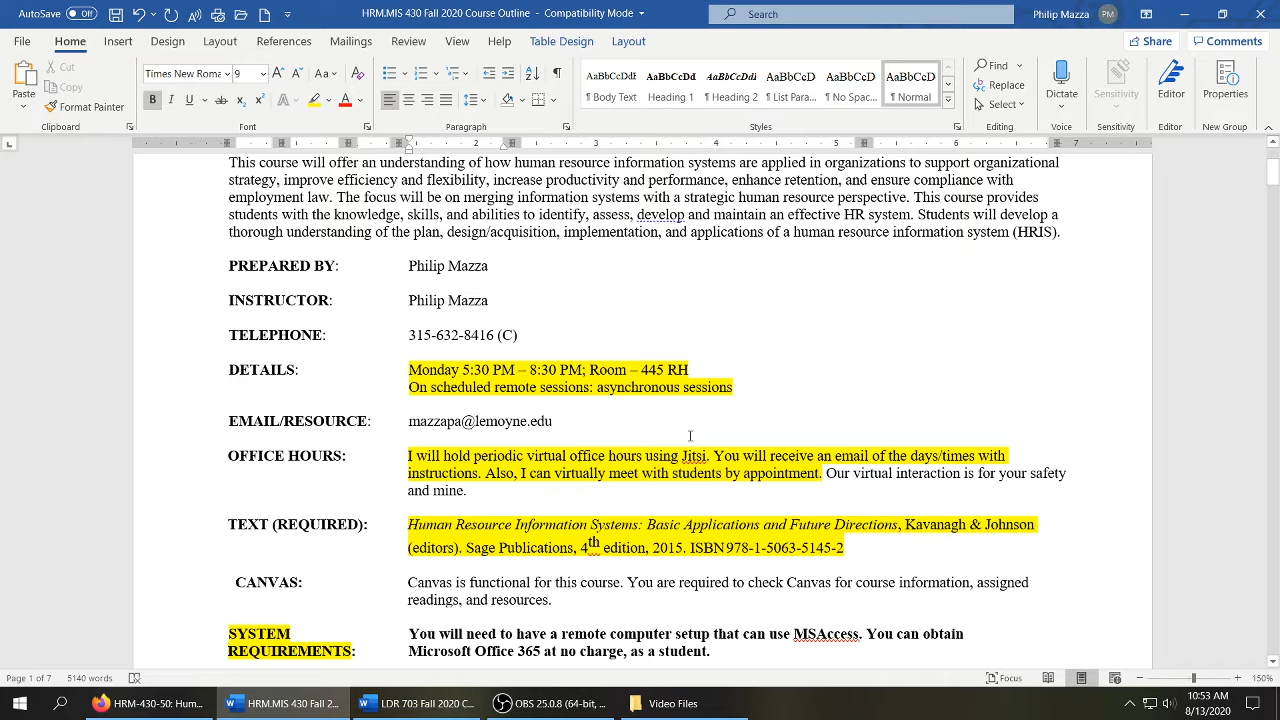 AutoSave Off HRM.MIS 430 Fall 2020 - Corrected - Compatibility Mode Search Philip Mazza PM
File Home Insert Draw Design Layout References Mailings Review View Help Table Design Layout Share Comments
Paste Cut Copy Format Painter
Times New Roma 9
AaBbCcDdI AaBbCcDd AaBbCcDdi AaBbCcD AaBbCcD AaBbCcD
¶ Body Text Heading 1 ¶ Heading 2 ¶ List Para... ¶ No Spac... ¶ Normal
Find Replace Select
Dictate Sensitivity Editor Properties
Clipboard Font Paragraph Styles Editing Voice Sensitivity Editor New Group
2 3 4 5 6 7
This course will offer an understanding of how human resource information systems are applied in organizations to support organizational
strategy, improve efficiency and flexibility, increase productivity and performance, enhance retention, and ensure compliance with
employment law. The focus will be on merging information systems with a strategic human resource perspective. This course provides
students with the knowledge, skills, and abilities to identify, assess, develop and maintain an effective HR system. Students will develop a
thorough understanding of the plan, design/acquisition, implementation, and applications of a human resource information system (HRIS).
PREPARED BY: Philip Mazza
INSTRUCTOR: Philip Mazza
TELEPHONE: 315-632-8416 (C)
DETAILS: Monday 5:30 PM – 8:30 PM; Room – 445 RH
On scheduled remote sessions: asynchronous sessions
EMAIL/RESOURCE: mazzapa@lemoyne.edu
OFFICE HOURS: I will hold periodic virtual office hours using Jitsi. You will receive an email of the days/times with
instructions. Also, I can virtually meet with students by appointment. Our virtual interaction is for your safety
and mine.
TEXT (REQUIRED): Human Resource Information Systems: Basic Applications and Future Directions, Kavanagh & Johnson
(editors). Sage Publications, 4th edition, 2015. ISBN 978-1-5063-5145-2
CANVAS: Canvas is functional for this course. You are required to check Canvas for course information, assigned
readings, and resources.
SYSTEM You will need to have a remote computer setup that can use MSAccess. You can obtain
REQUIREMENTS: Microsoft Office 365 at no charge, as a student.
Page 1 of 7 5140 words Focus 150%
HRM-430-50: Hum... HRM.MIS 430 Fall 2... LDR 703 Fall 2020 C... OBS 25.0.8 (64-bit, ... Video Files
10:53 AM
8/13/2020